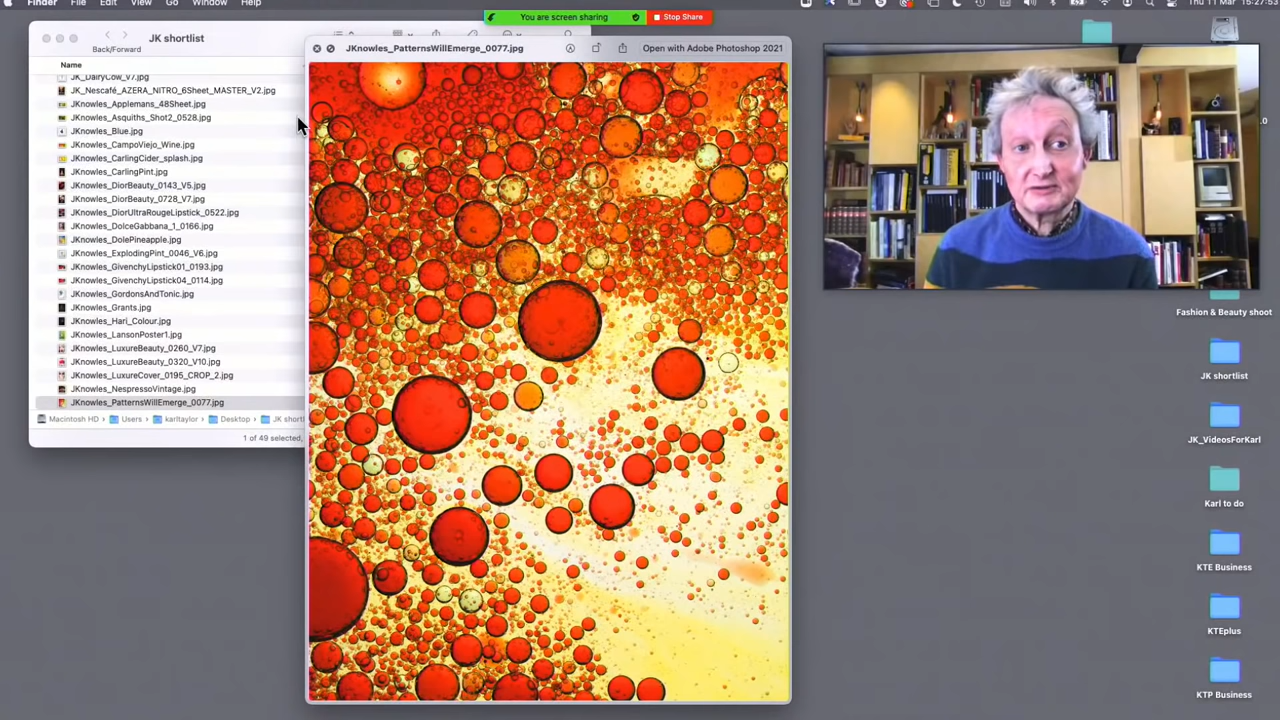 Finder File Edit View Go Window Help
Thu 11 Mar 15:27:53
You are screen sharing Stop Share
JK shortlist
Back/Forward
Name
JK_DairyCow_V7.jpg
JK_Nescafé_AZERA_NITRO_6Sheet_MASTER_V2.jpg
JKnowles_Applemans_48Sheet.jpg
JKnowles_Asquiths_Shot2_0528.jpg
JKnowles_Blue.jpg
JKnowles_CampoViejo_Wine.jpg
JKnowles_CarlingCider_splash.jpg
JKnowles_CarlingPint.jpg
JKnowles_DiorBeauty_0143_V5.jpg
JKnowles_DiorBeauty_0728_V7.jpg
JKnowles_DiorUltraRougeLipstick_0522.jpg
JKnowles_DolceGabbana_1_0166.jpg
JKnowles_DolePineapple.jpg
JKnowles_ExplodingPint_0046_V6.jpg
JKnowles_GivenchyLipstick01_0193.jpg
JKnowles_GivenchyLipstick04_0114.jpg
JKnowles_GordonsAndTonic.jpg
JKnowles_Grants.jpg
JKnowles_Hari_Colour.jpg
JKnowles_LansonPoster1.jpg
JKnowles_LuxureBeauty_0260_V7.jpg
JKnowles_LuxureBeauty_0320_V10.jpg
JKnowles_LuxureCover_0195_CROP_2.jpg
JKnowles_NespressoVintage.jpg
JKnowles_PatternsWillEmerge_0077.jpg
Macintosh HD Users karltaylor Desktop JK shortl
1 of 49 selected,
JKnowles_PatternsWillEmerge_0077.jpg Open with Adobe Photoshop 2021
.0
Fashion & Beauty shoot
JK shortlist
JK_VideosForKarl
Karl to do
KTE Business
KTEplus
KTP Business